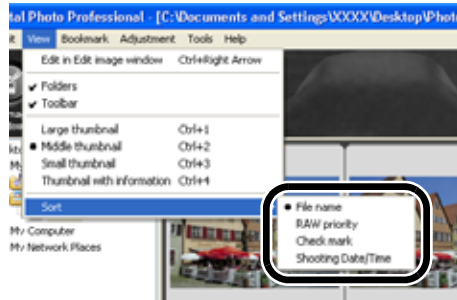 tal Photo Professional - [C:\Documents and Settings\XXXX\Desktop\Photo
t View Bookmark Adjustment Tools Help
Edit in Edit image window Ctrl+Right Arrow
Folders
Toolbar
Large thumbnail Ctrl+1
Middle thumbnail Ctrl+2
Small thumbnail Ctrl+3
Thumbnail with information Ctrl+4
Sort
File name
RAW priority
Check mark
Shooting Date/Time
My Computer
My Network Places